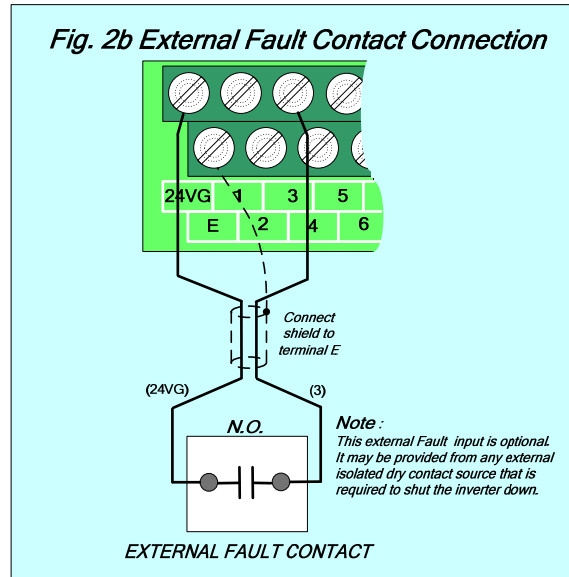 Fig. 2b External Fault Contact Connection
24VG 1 3 5
E 2 4 6
Connect
shield to
terminal E
(24VG) (3)
N.O.
Note :
This external Fault input is optional.
It may be provided from any external
isolated dry contact source that is
required to shut the inverter down.
EXTERNAL FAULT CONTACT